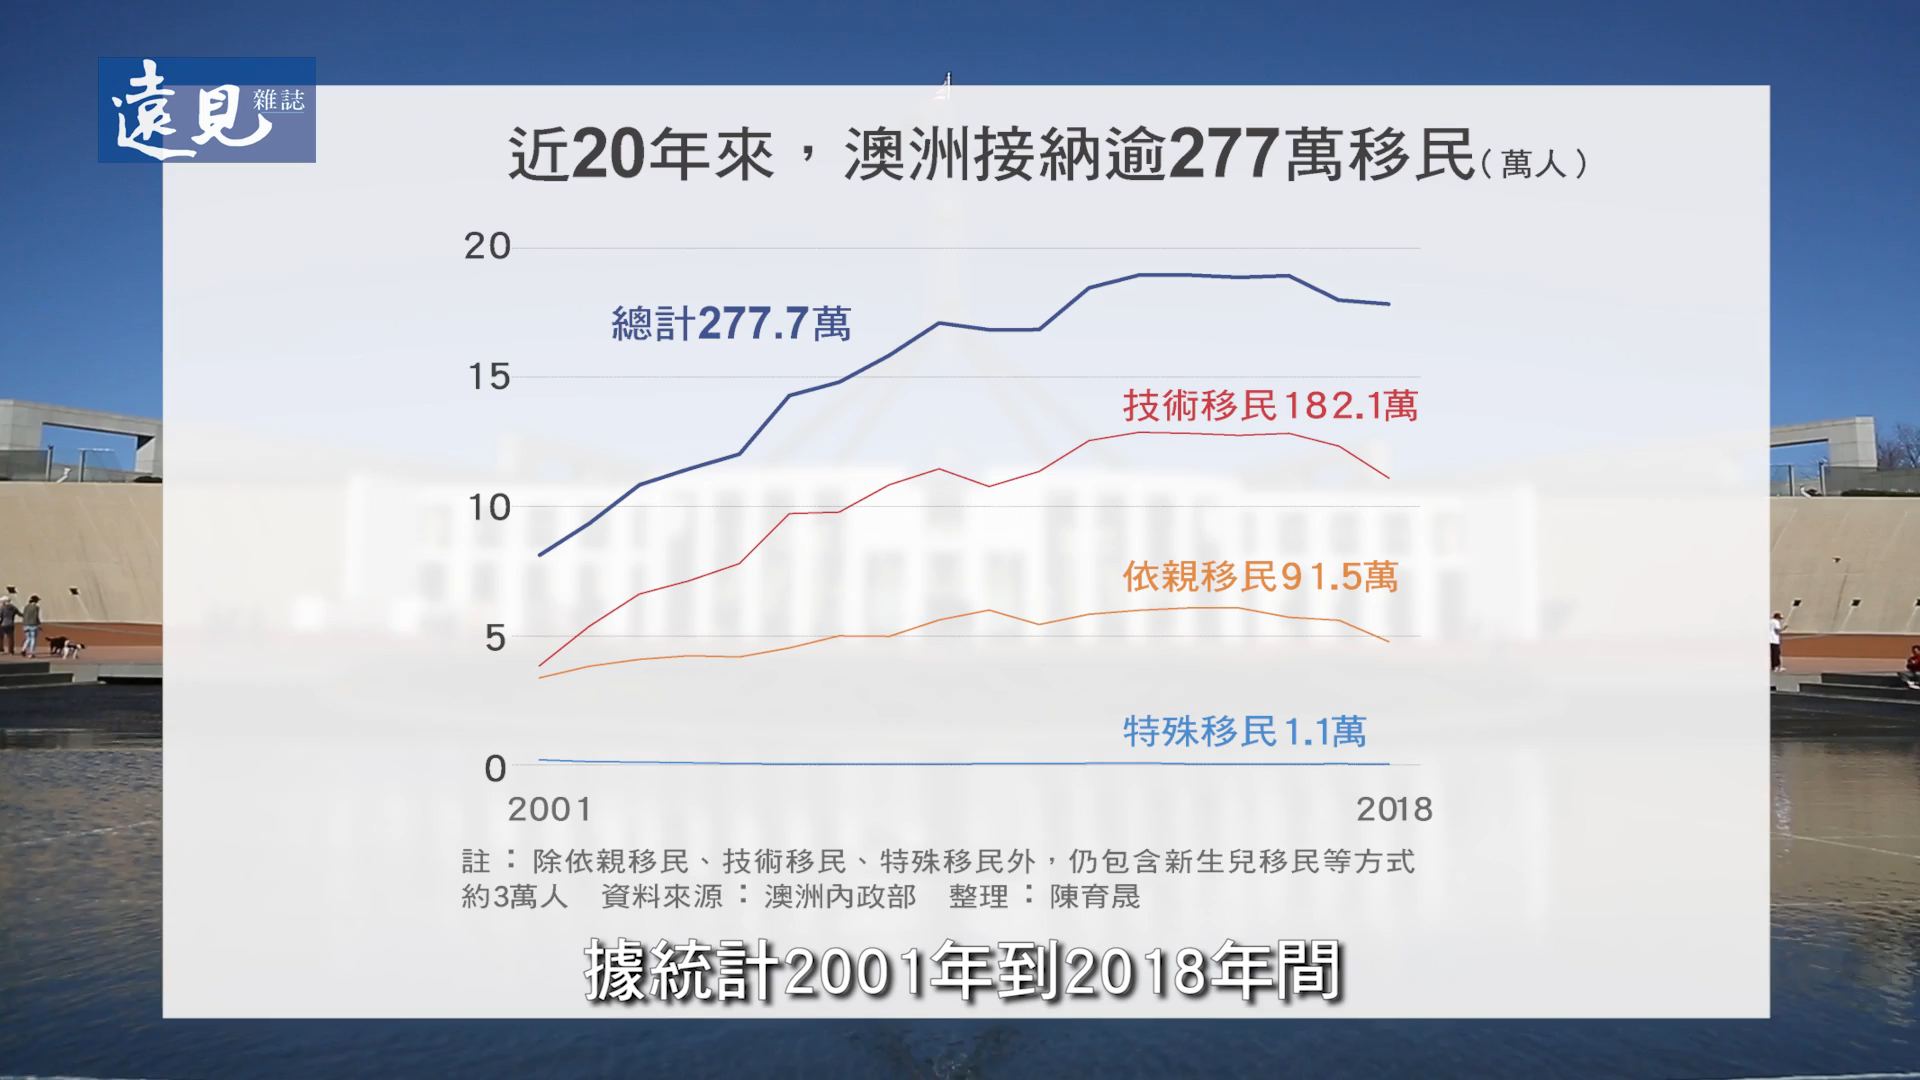 遠見雜誌
近20年來，澳洲接納逾277萬移民（萬人）
20
總計277.7萬
15
技術移民182.1萬
10
依親移民91.5萬
5
特殊移民1.1萬
0
2001
2018
註：除依親移民、技術移民、特殊移民外，仍包含新生兒移民等方式
約3萬人　資料來源：澳洲內政部　整理：陳育晟
據統計2001年到2018年間